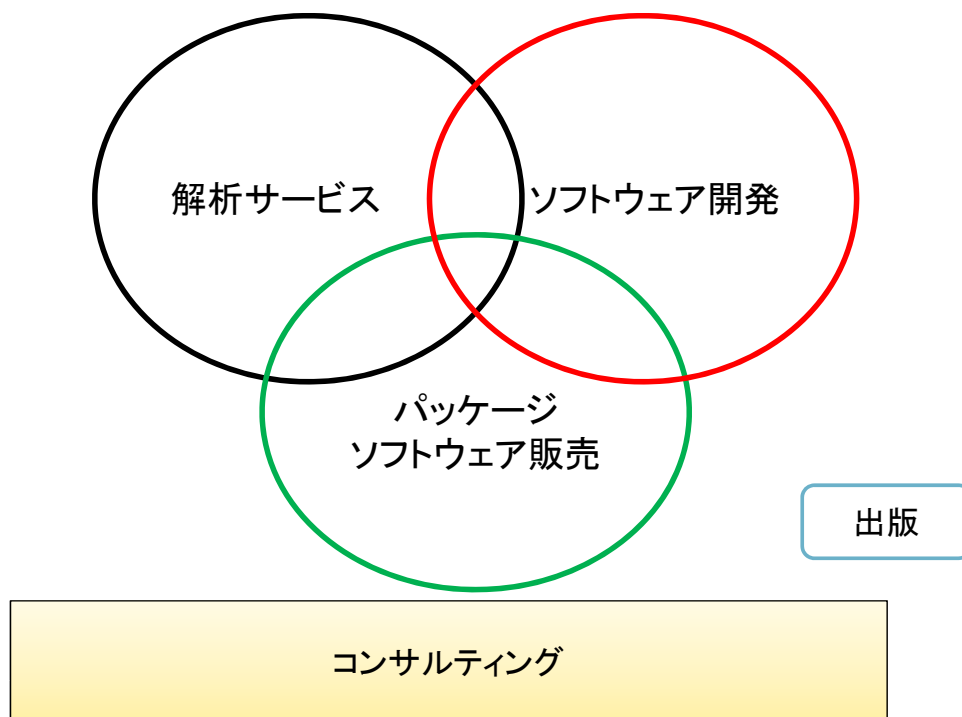 解析サービス
ソフトウェア開発
パッケージ
ソフトウェア販売
出版
コンサルティング